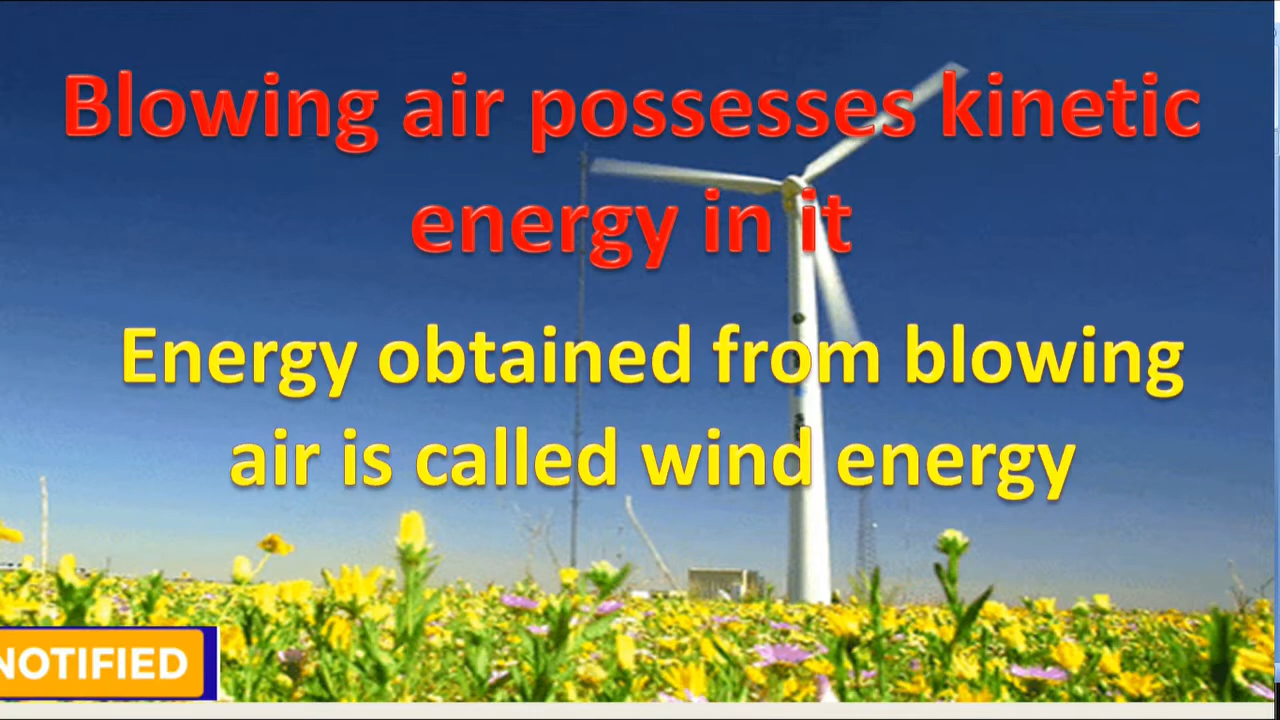 Blowing air possesses kinetic
energy in it
Energy obtained from blowing
air is called wind energy
NOTIFIED